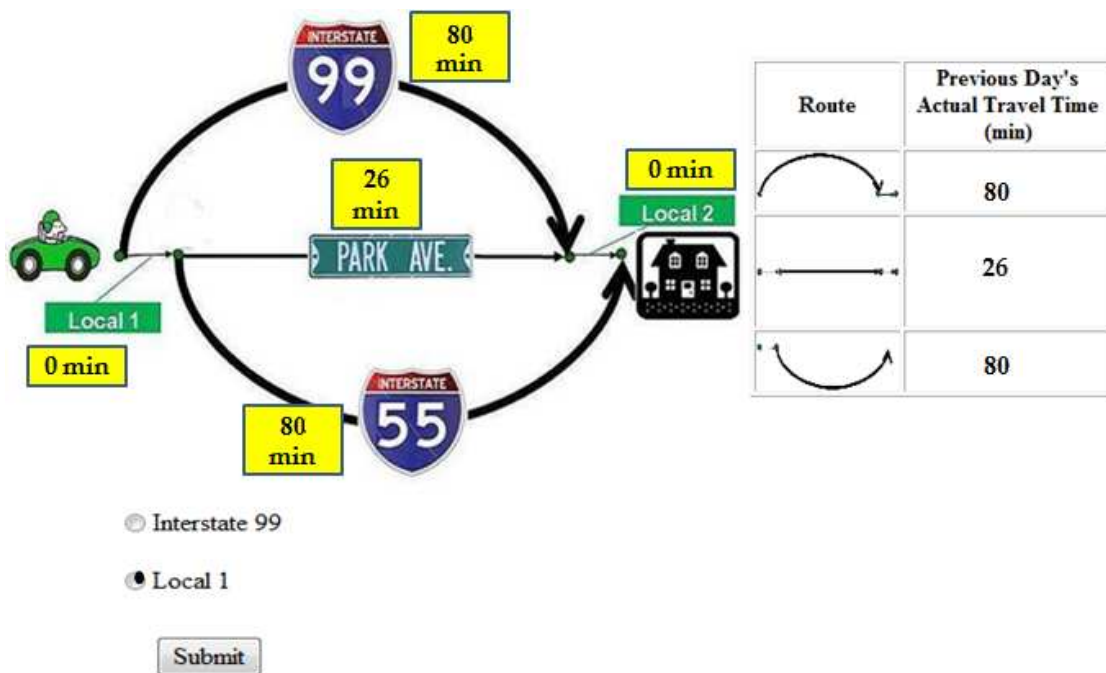 INTERSTATE
99
80
min
26
min
PARK AVE.
0 min
Local 2
Local 1
0 min
80
min
INTERSTATE
55
Route
Previous Day's
Actual Travel Time
(min)
80
26
80
Interstate 99
Local 1
Submit